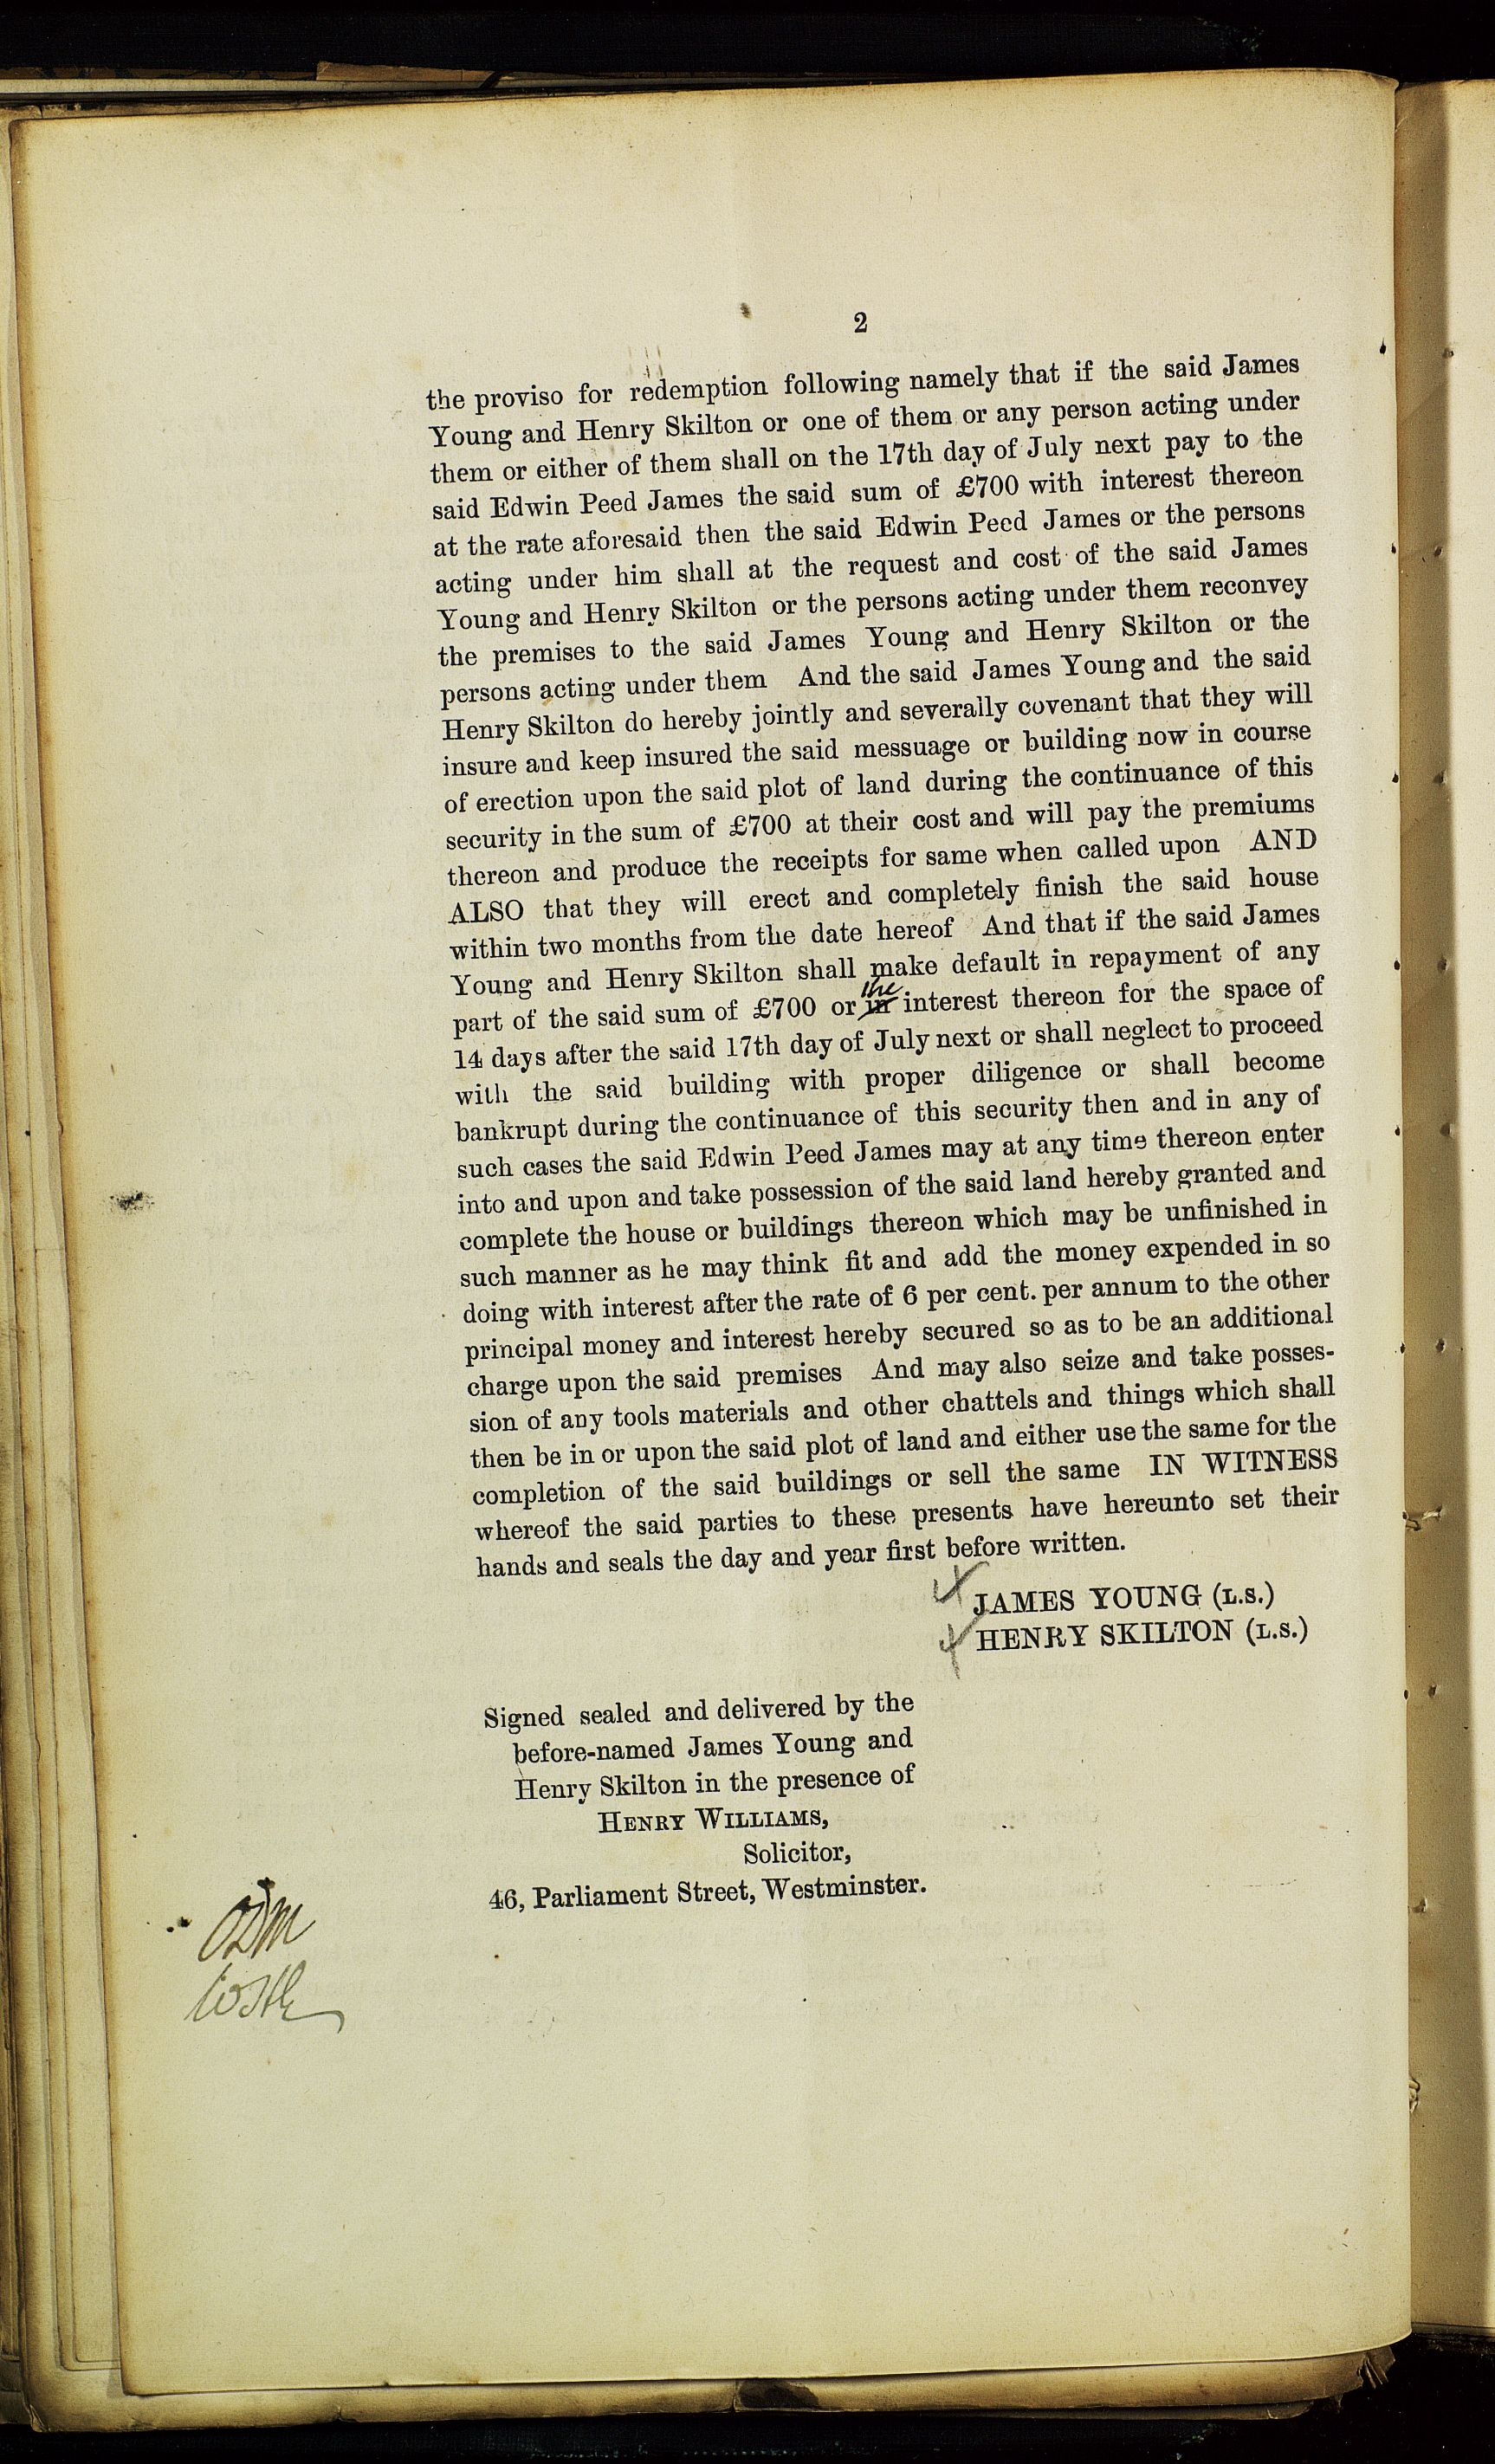 2
the proviso for redemption following namely that if the said James
Young and Henry Skilton or one of them or any person acting under
them or either of them shall on the 17th day of July next pay to the
said Edwin Peed James the said sum of £700 with interest thereon
at the rate aforesaid then the said Edwin Peed James or the persons
acting under him shall at the request and cost of the said James
Young and Henry Skilton or the persons acting under them reconvey
the premises to the said James Young and Henry Skilton or the
persons acting under them And the said James Young and the said
Henry Skilton do hereby jointly and severally covenant that they will
insure and keep insured the said messuage or building now in course
of erection upon the said plot of land during the continuance of this
security in the sum of £700 at their cost and will pay the premiums
thereon and produce the receipts for same when called upon AND
ALSO that they will erect and completely finish the said house
within two months from the date hereof And that if the said James
Young and Henry Skilton shall make default in repayment of any
part of the said sum of £700 or in the interest thereon for the space of
14 days after the said 17th day of July next or shall neglect to proceed
with the said building with proper diligence or shall become
bankrupt during the continuance of this security then and in any of
such cases the said Edwin Peed James may at any time thereon enter
into and upon and take possession of the said land hereby granted and
complete the house or buildings thereon which may be unfinished in
such manner as he may think fit and add the money expended in so
doing with interest after the rate of 6 per cent. per annum to the other
principal money and interest hereby secured so as to be an additional
charge upon the said premises And may also seize and take posses-
sion of any tools materials and other chattels and things which shall
then be in or upon the said plot of land and either use the same for the
completion of the said buildings or sell the same IN WITNESS
whereof the said parties to these presents have hereunto set their
hands and seals the day and year first before written.
JAMES YOUNG (L.S.)
HENRY SKILTON (L.S.)
Signed sealed and delivered by the
before-named James Young and
Henry Skilton in the presence of
HENRY WILLIAMS,
Solicitor,
46, Parliament Street, Westminster.